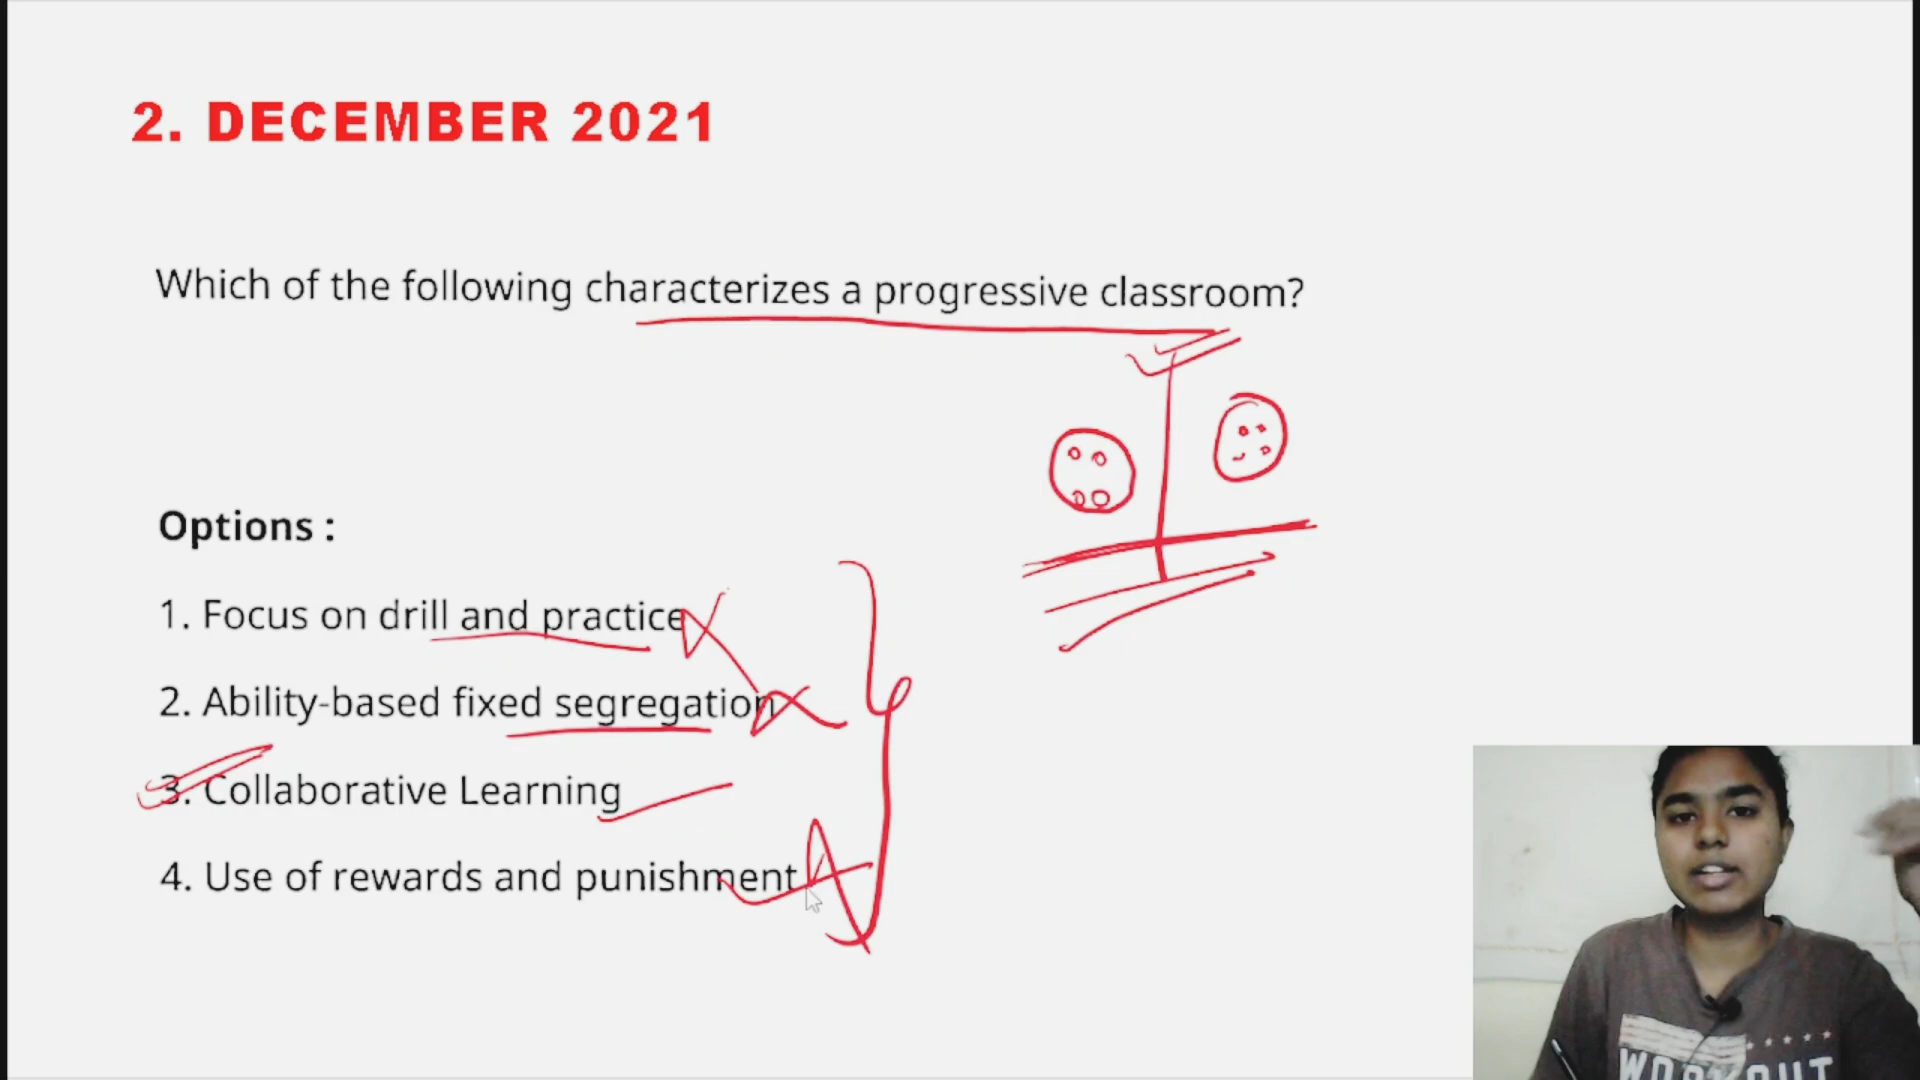 2. DECEMBER 2021
Which of the following characterizes a progressive classroom?
Options :
1. Focus on drill and practice
2. Ability-based fixed segregation
3. Collaborative Learning
4. Use of rewards and punishment
WORKOUT